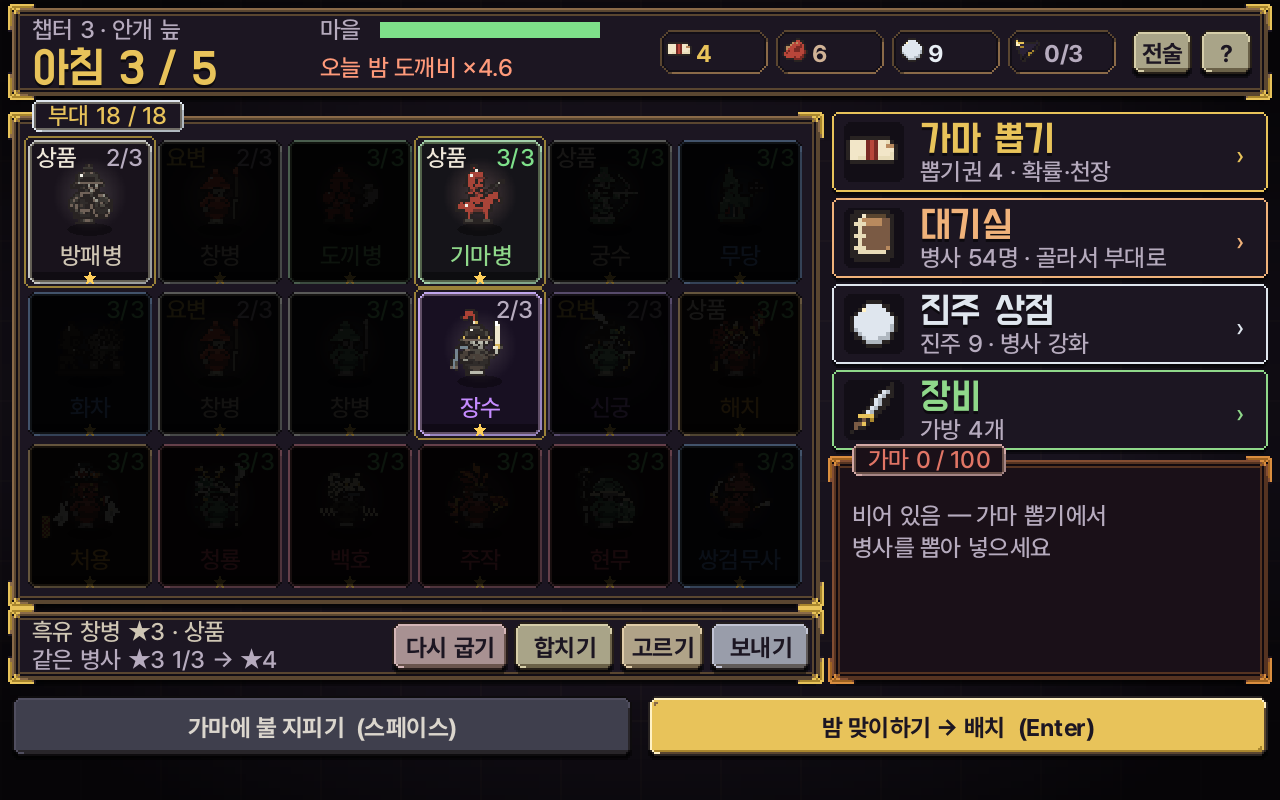 챕터 3 · 안개 늪
아침 3 / 5
마을
오늘 밤 도깨비 ×4.6
4
6
9
0/3
전술
?
부대 18 / 18
상품 2/3
방패병
요변 2/3
창병
3/3
도끼병
상품 3/3
기마병
상품 3/3
궁수
3/3
무당
3/3
화차
요변 2/3
창병
3/3
창병
2/3
장수
요변 2/3
신궁
상품 3/3
해치
3/3
처용
3/3
청룡
3/3
백호
3/3
주작
3/3
현무
3/3
쌍검무사
흑유 창병 ★3 · 상품
같은 병사 ★3 1/3 → ★4
다시 굽기
합치기
고르기
보내기
가마 뽑기
뽑기권 4 · 확률·천장
›
대기실
병사 54명 · 골라서 부대로
›
진주 상점
진주 9 · 병사 강화
›
장비
가방 4개
›
가마 0 / 100
비어 있음 — 가마 뽑기에서
병사를 뽑아 넣으세요
가마에 불 지피기 (스페이스)
밤 맞이하기 → 배치 (Enter)